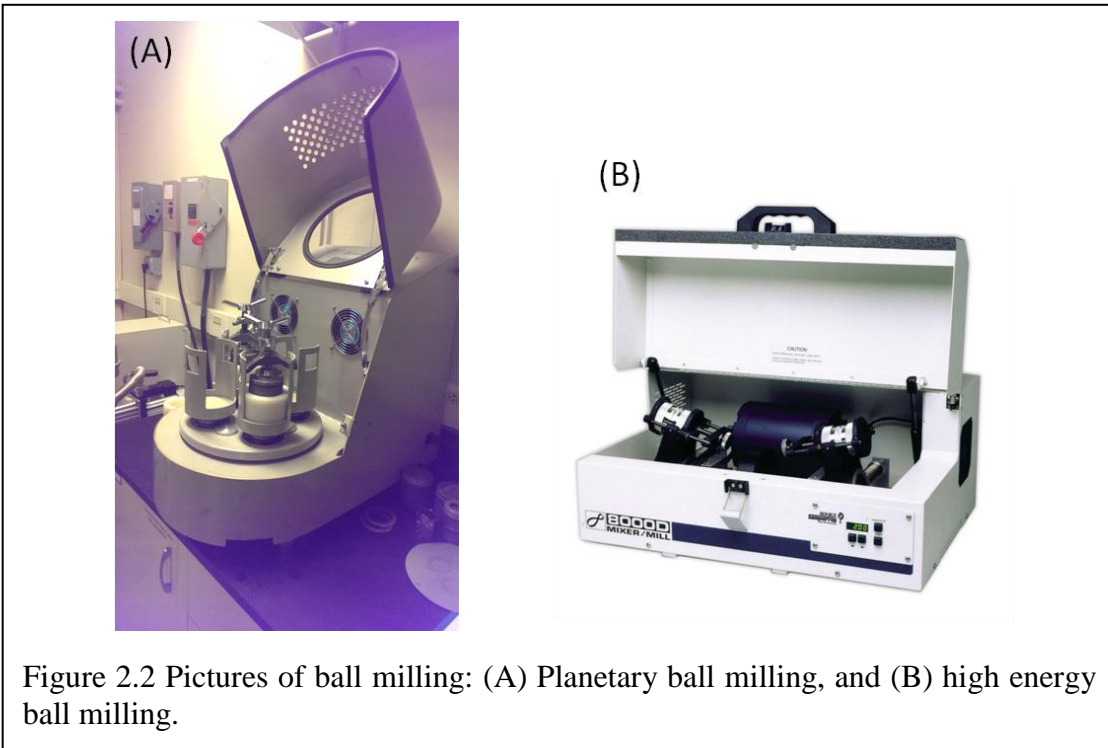 (A)
(B)
CAUTION
8000D
MIXER/MILL
200
Figure 2.2 Pictures of ball milling: (A) Planetary ball milling, and (B) high energy
ball milling.